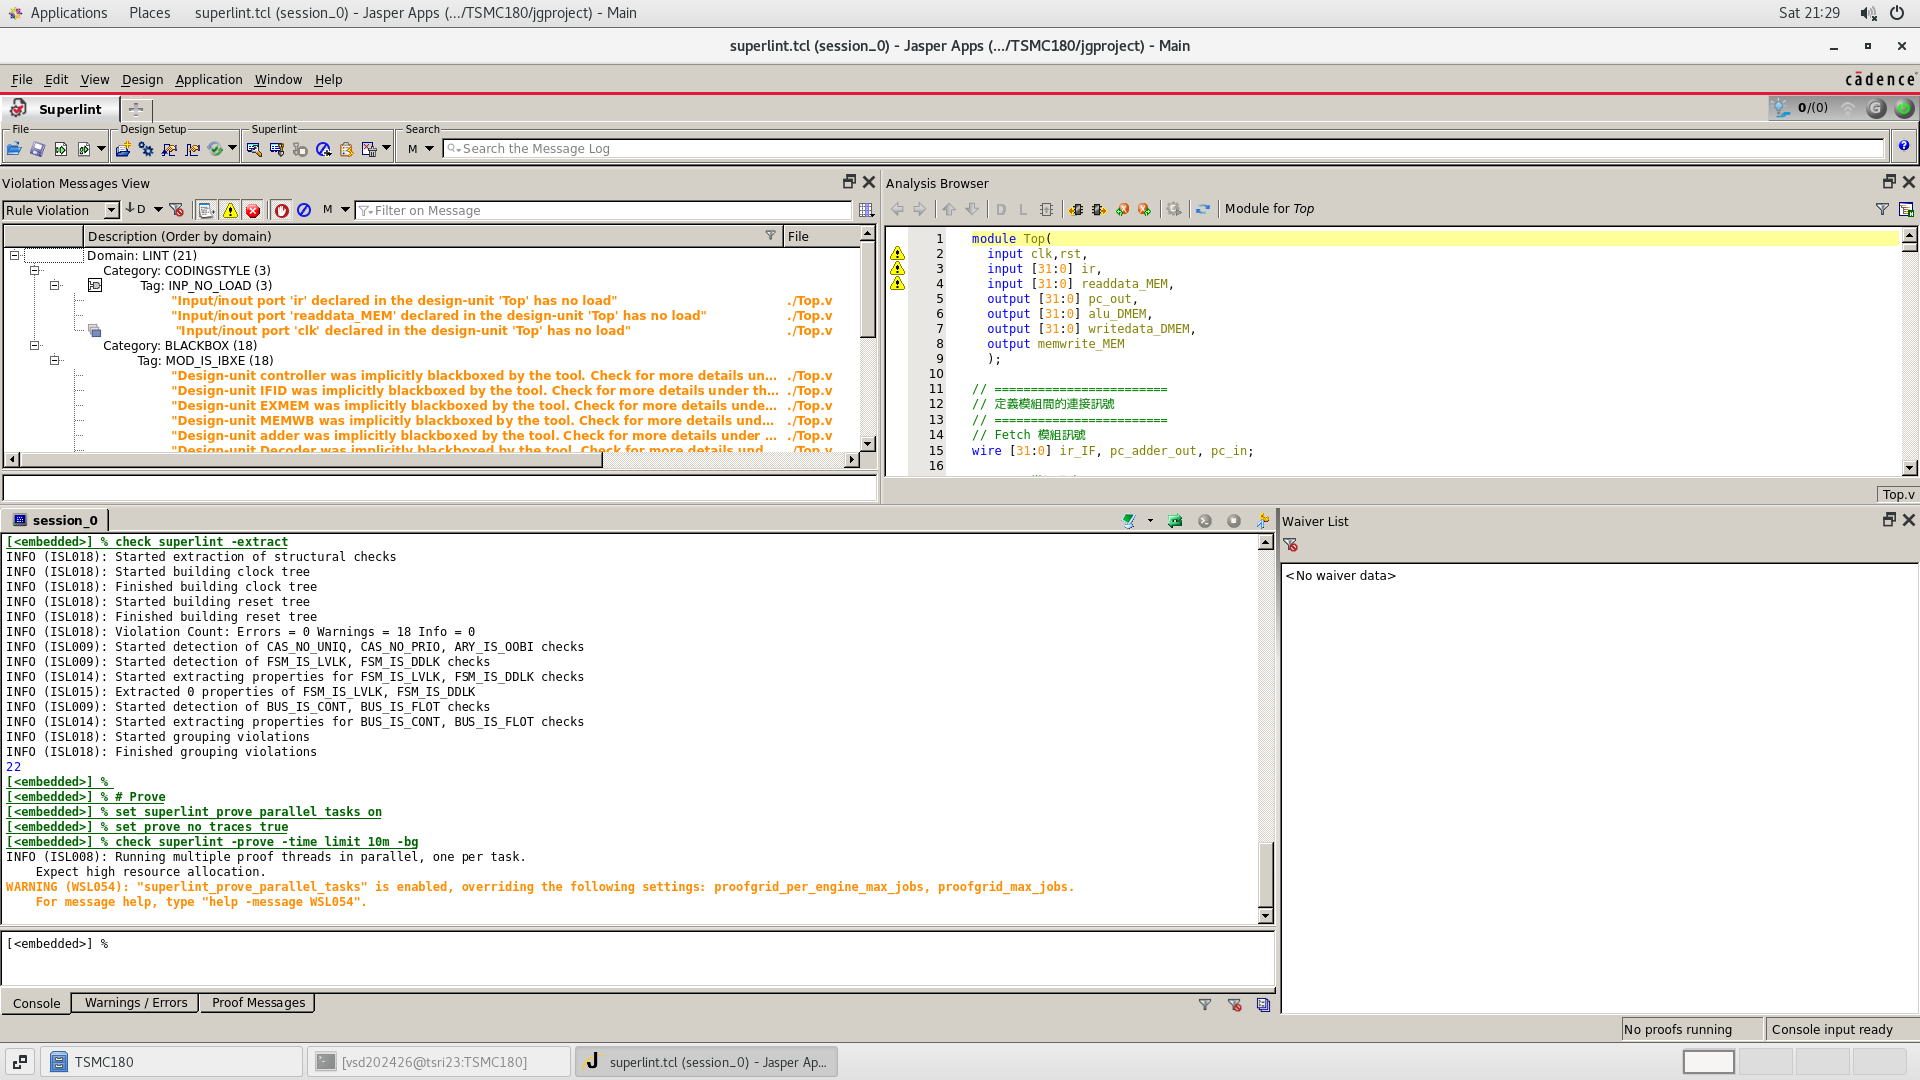 Applications
Places
superlint.tcl (session_0) - Jasper Apps (.../TSMC180/jgproject) - Main
Sat 21:29
superlint.tcl (session_0) - Jasper Apps (.../TSMC180/jgproject) - Main
File Edit View Design Application Window Help
cādence
Superlint
0/(0)
File
Design Setup
Superlint
Search
M
Search the Message Log
Violation Messages View
Rule Violation
D
M
Filter on Message
Description (Order by domain)
File
Domain: LINT (21)
Category: CODINGSTYLE (3)
Tag: INP_NO_LOAD (3)
"Input/inout port 'ir' declared in the design-unit 'Top' has no load" ./Top.v
"Input/inout port 'readdata_MEM' declared in the design-unit 'Top' has no load" ./Top.v
"Input/inout port 'clk' declared in the design-unit 'Top' has no load" ./Top.v
Category: BLACKBOX (18)
Tag: MOD_IS_IBXE (18)
"Design-unit controller was implicitly blackboxed by the tool. Check for more details un... ./Top.v
"Design-unit IFID was implicitly blackboxed by the tool. Check for more details under th... ./Top.v
"Design-unit EXMEM was implicitly blackboxed by the tool. Check for more details unde... ./Top.v
"Design-unit MEMWB was implicitly blackboxed by the tool. Check for more details und... ./Top.v
"Design-unit adder was implicitly blackboxed by the tool. Check for more details under ... ./Top.v
"Design-unit Decoder was implicitly blackboxed by the tool. Check for more details und... ./Top.v
Analysis Browser
D L
Module for Top
1 module Top(
2 input clk,rst,
3 input [31:0] ir,
4 input [31:0] readdata_MEM,
5 output [31:0] pc_out,
6 output [31:0] alu_DMEM,
7 output [31:0] writedata_DMEM,
8 output memwrite_MEM
9 );
10
11 // ========================
12 // 定義模組間的連接訊號
13 // ========================
14 // Fetch 模組訊號
15 wire [31:0] ir_IF, pc_adder_out, pc_in;
16
Top.v
session_0
[<embedded>] % check_superlint -extract
INFO (ISL018): Started extraction of structural checks
INFO (ISL018): Started building clock tree
INFO (ISL018): Finished building clock tree
INFO (ISL018): Started building reset tree
INFO (ISL018): Finished building reset tree
INFO (ISL018): Violation Count: Errors = 0 Warnings = 18 Info = 0
INFO (ISL009): Started detection of CAS_NO_UNIQ, CAS_NO_PRIO, ARY_IS_OOBI checks
INFO (ISL009): Started detection of FSM_IS_LVLK, FSM_IS_DDLK checks
INFO (ISL014): Started extracting properties for FSM_IS_LVLK, FSM_IS_DDLK checks
INFO (ISL015): Extracted 0 properties of FSM_IS_LVLK, FSM_IS_DDLK
INFO (ISL009): Started detection of BUS_IS_CONT, BUS_IS_FLOT checks
INFO (ISL014): Started extracting properties for BUS_IS_CONT, BUS_IS_FLOT checks
INFO (ISL018): Started grouping violations
INFO (ISL018): Finished grouping violations
22
[<embedded>] %
[<embedded>] % # Prove
[<embedded>] % set_superlint_prove_parallel_tasks on
[<embedded>] % set_prove_no_traces true
[<embedded>] % check_superlint -prove -time_limit 10m -bg
INFO (ISL008): Running multiple proof threads in parallel, one per task.
Expect high resource allocation.
WARNING (WSL054): "superlint_prove_parallel_tasks" is enabled, overriding the following settings: proofgrid_per_engine_max_jobs, proofgrid_max_jobs.
For message help, type "help -message WSL054".
[<embedded>] %
Console
Warnings / Errors
Proof Messages
Waiver List
<No waiver data>
No proofs running
Console input ready
TSMC180
[vsd202426@tsri23:TSMC180]
superlint.tcl (session_0) - Jasper Ap...